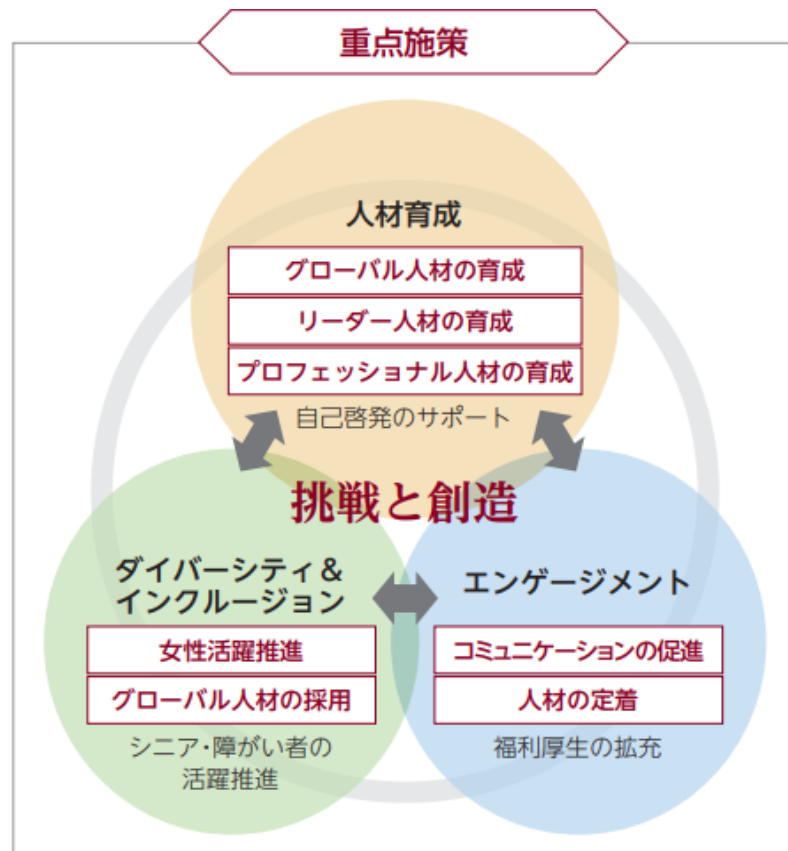 重点施策
人材育成
グローバル人材の育成
リーダー人材の育成
プロフェッショナル人材の育成
自己啓発のサポート
挑戦と創造
ダイバーシティ＆
インクルージョン
女性活躍推進
グローバル人材の採用
シニア・障がい者の
活躍推進
エンゲージメント
コミュニケーションの促進
人材の定着
福利厚生の拡充